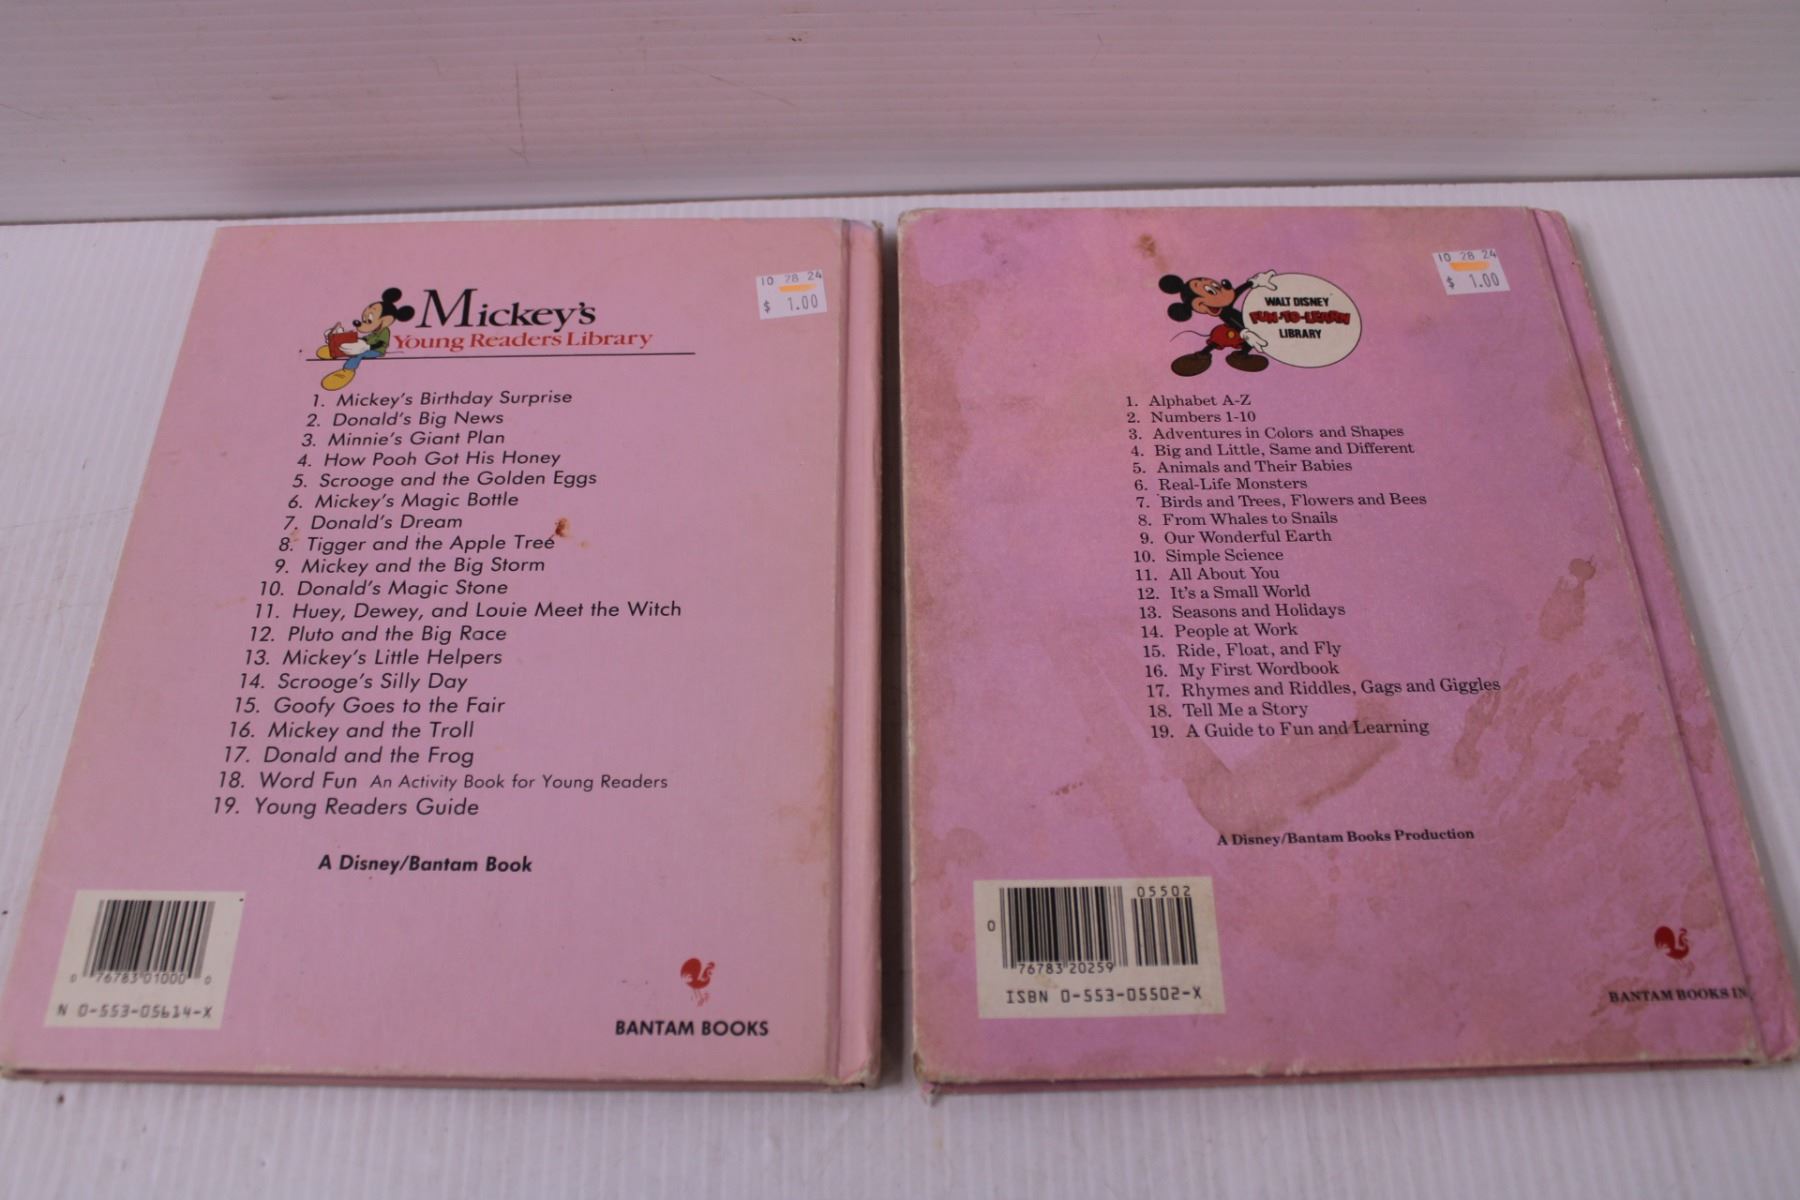 10 28 24
$ 1.00
Mickey's
Young Readers Library
1. Mickey's Birthday Surprise
2. Donald's Big News
3. Minnie's Giant Plan
4. How Pooh Got His Honey
5. Scrooge and the Golden Eggs
6. Mickey's Magic Bottle
7. Donald's Dream
8. Tigger and the Apple Tree
9. Mickey and the Big Storm
10. Donald's Magic Stone
11. Huey, Dewey, and Louie Meet the Witch
12. Pluto and the Big Race
13. Mickey's Little Helpers
14. Scrooge's Silly Day
15. Goofy Goes to the Fair
16. Mickey and the Troll
17. Donald and the Frog
18. Word Fun An Activity Book for Young Readers
19. Young Readers Guide
A Disney/Bantam Book
0 76783 01000 0
N 0-553-05614-X
BANTAM BOOKS
10 28 24
$ 1.00
WALT DISNEY
FUN-TO-LEARN
LIBRARY
1. Alphabet A-Z
2. Numbers 1-10
3. Adventures in Colors and Shapes
4. Big and Little, Same and Different
5. Animals and Their Babies
6. Real-Life Monsters
7. Birds and Trees, Flowers and Bees
8. From Whales to Snails
9. Our Wonderful Earth
10. Simple Science
11. All About You
12. It's a Small World
13. Seasons and Holidays
14. People at Work
15. Ride, Float, and Fly
16. My First Wordbook
17. Rhymes and Riddles, Gags and Giggles
18. Tell Me a Story
19. A Guide to Fun and Learning
A Disney/Bantam Books Production
05502
0 76783 20259
ISBN 0-553-05502-X
BANTAM BOOKS IN